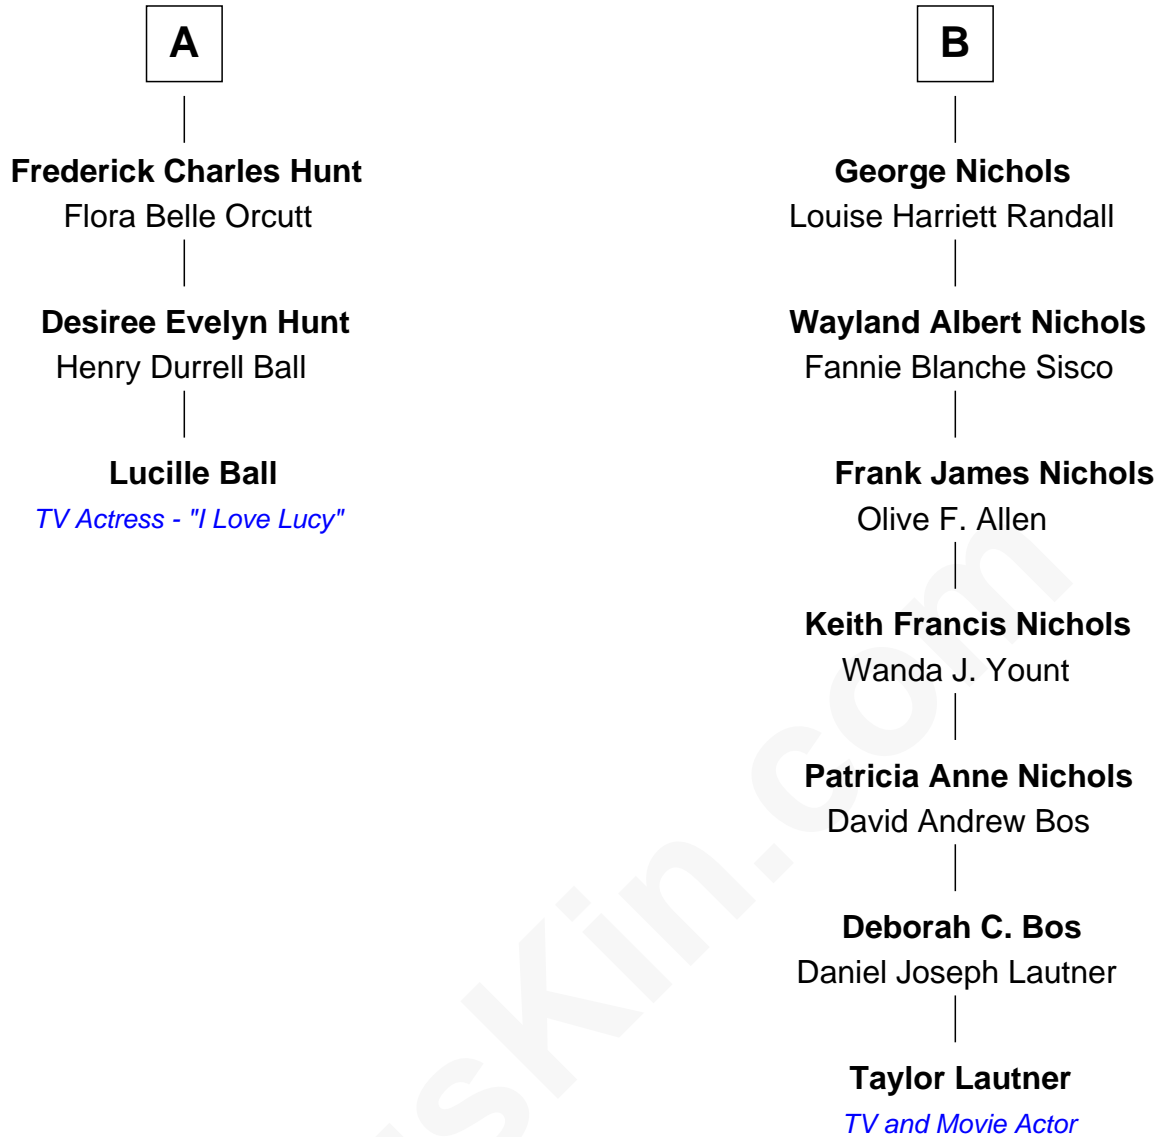 A
Frederick Charles Hunt
Flora Belle Orcutt
Desiree Evelyn Hunt
Henry Durrell Ball
Lucille Ball
TV Actress - "I Love Lucy"
B
George Nichols
Louise Harriett Randall
Wayland Albert Nichols
Fannie Blanche Sisco
Frank James Nichols
Olive F. Allen
Keith Francis Nichols
Wanda J. Yount
Patricia Anne Nichols
David Andrew Bos
Deborah C. Bos
Daniel Joseph Lautner
Taylor Lautner
TV and Movie Actor
sKin.com